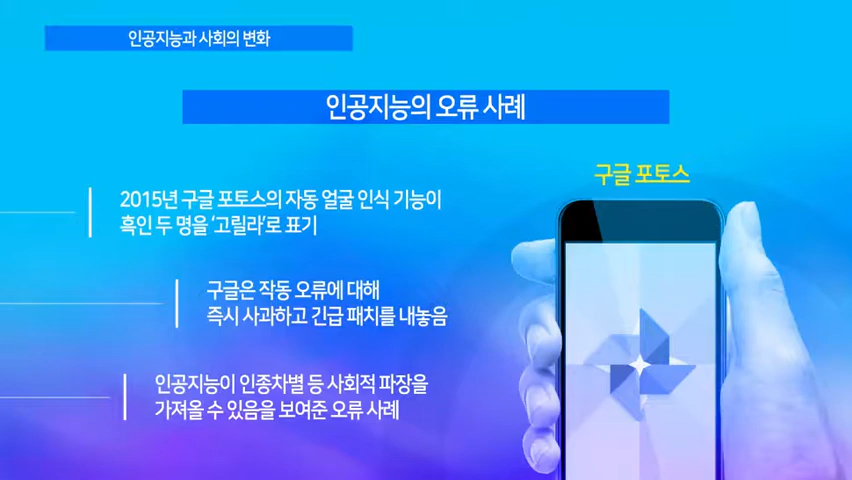 인공지능과 사회의 변화
인공지능의 오류 사례
구글 포토스
2015년 구글 포토스의 자동 얼굴 인식 기능이
흑인 두 명을 '고릴라'로 표기
구글은 작동 오류에 대해
즉시 사과하고 긴급 패치를 내놓음
인공지능이 인종차별 등 사회적 파장을
가져올 수 있음을 보여준 오류 사례